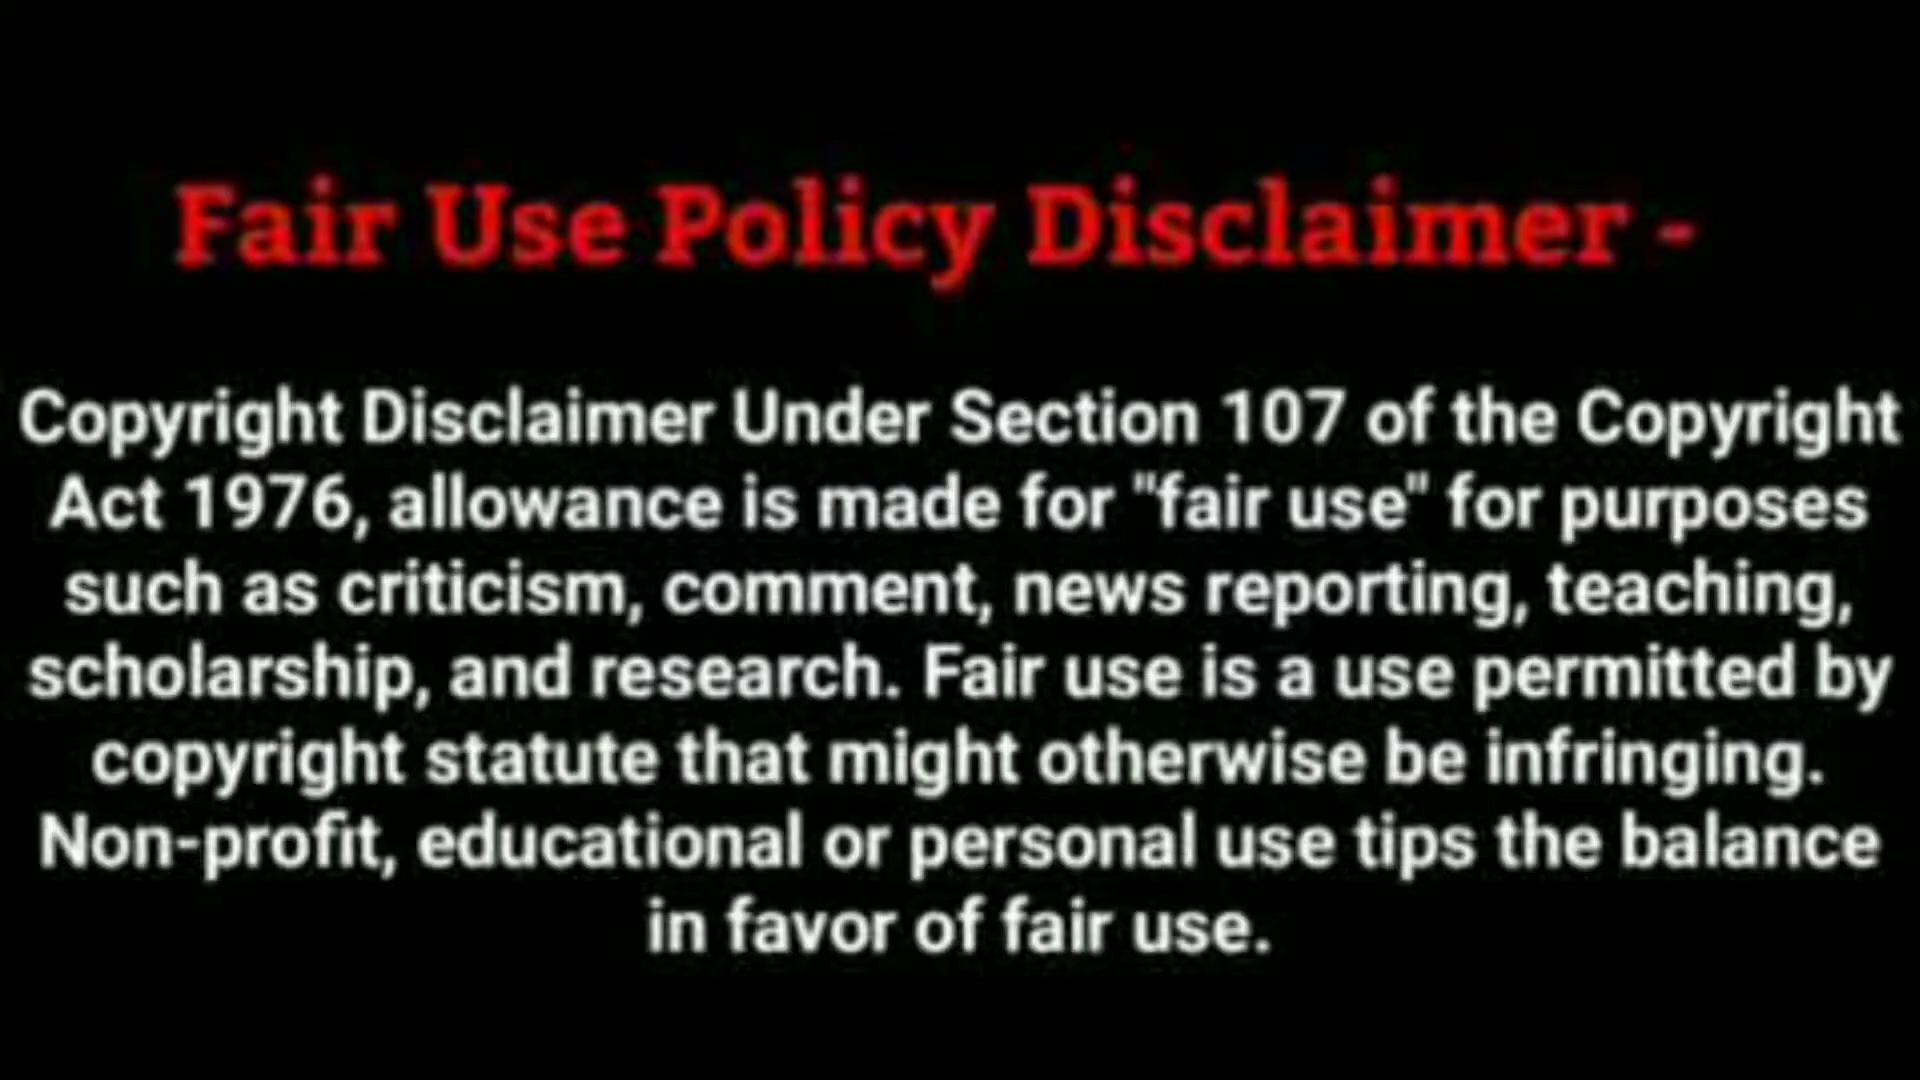 Fair Use Policy Disclaimer -
Copyright Disclaimer Under Section 107 of the Copyright
Act 1976, allowance is made for "fair use" for purposes
such as criticism, comment, news reporting, teaching,
scholarship, and research. Fair use is a use permitted by
copyright statute that might otherwise be infringing.
Non-profit, educational or personal use tips the balance
in favor of fair use.